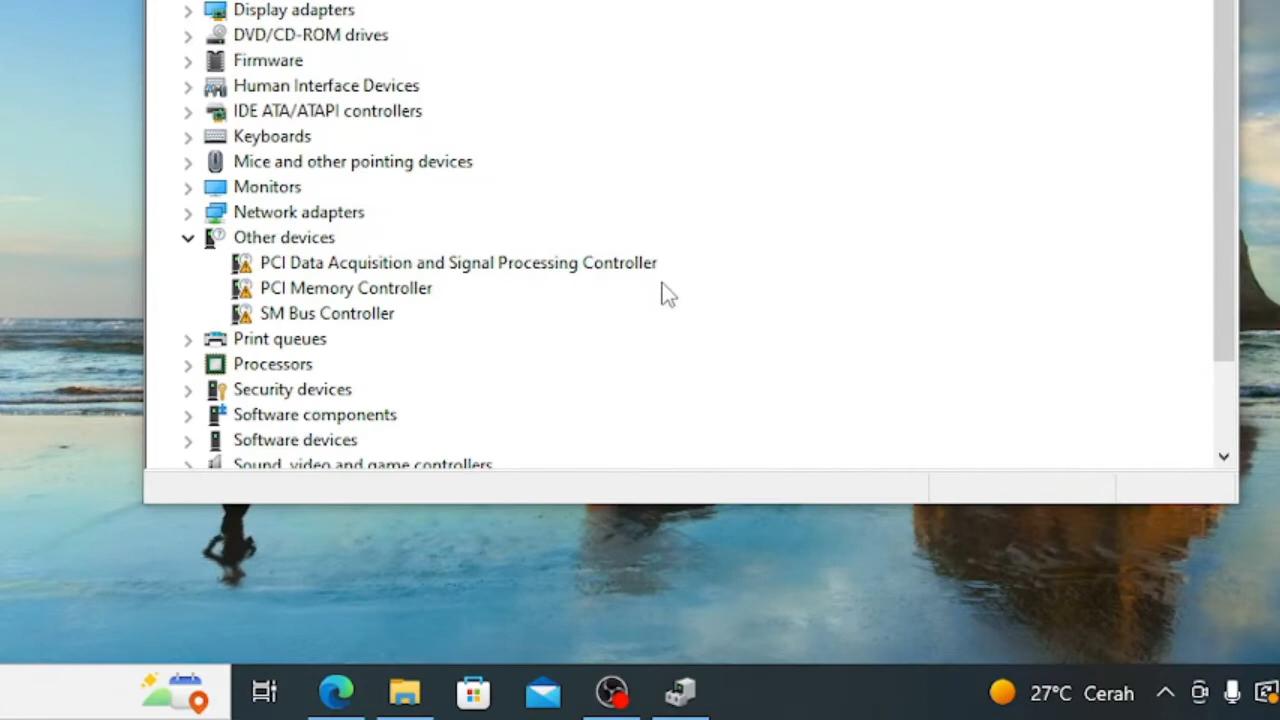 Display adapters
DVD/CD-ROM drives
Firmware
Human Interface Devices
IDE ATA/ATAPI controllers
Keyboards
Mice and other pointing devices
Monitors
Network adapters
Other devices
PCI Data Acquisition and Signal Processing Controller
PCI Memory Controller
SM Bus Controller
Print queues
Processors
Security devices
Software components
Software devices
Sound, video and game controllers
27°C Cerah